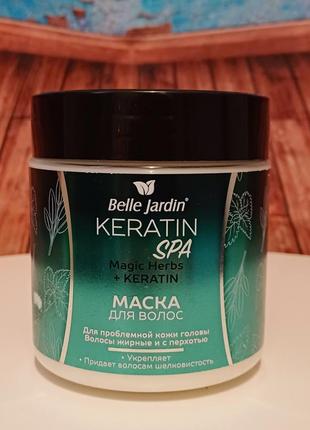 Belle Jardin®
KERATIN
SPA
Magic Herbs
+ KERATIN
МАСКА
ДЛЯ ВОЛОС
Для проблемной кожи головы
Волосы жирные и с перхотью
• Укрепляет
• Придает волосам шелковистость